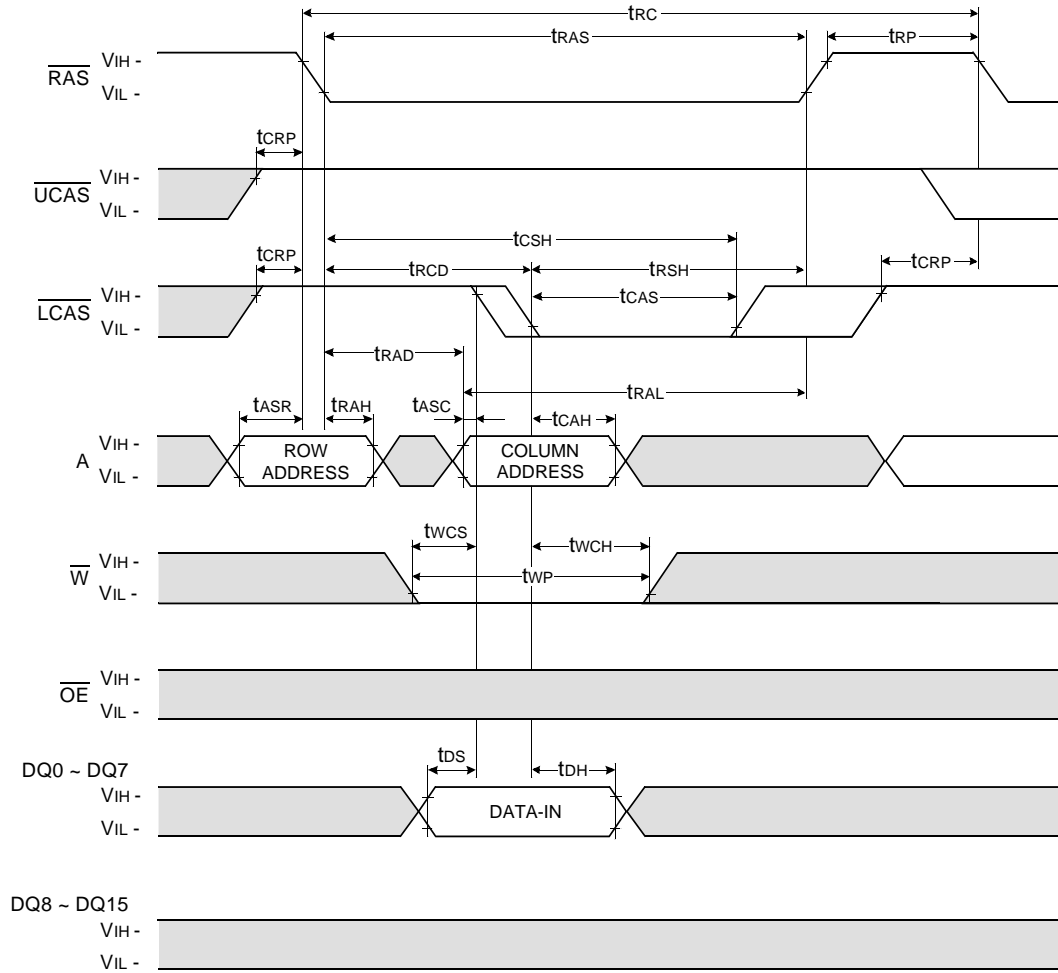 tRC
tRAS
tRP
RAS
VIH -
VIL -
tCRP
UCAS
VIH -
VIL -
tCSH
tCRP
tRCD
tRSH
tCRP
LCAS
VIH -
VIL -
tCAS
tRAD
tRAL
tASR
tRAH
tASC
tCAH
A
VIH -
VIL -
ROW
ADDRESS
COLUMN
ADDRESS
tWCS
tWCH
tWP
W
VIH -
VIL -
OE
VIH -
VIL -
tDS
tDH
DQ0 ~ DQ7
VIH -
VIL -
DATA-IN
DQ8 ~ DQ15
VIH -
VIL -